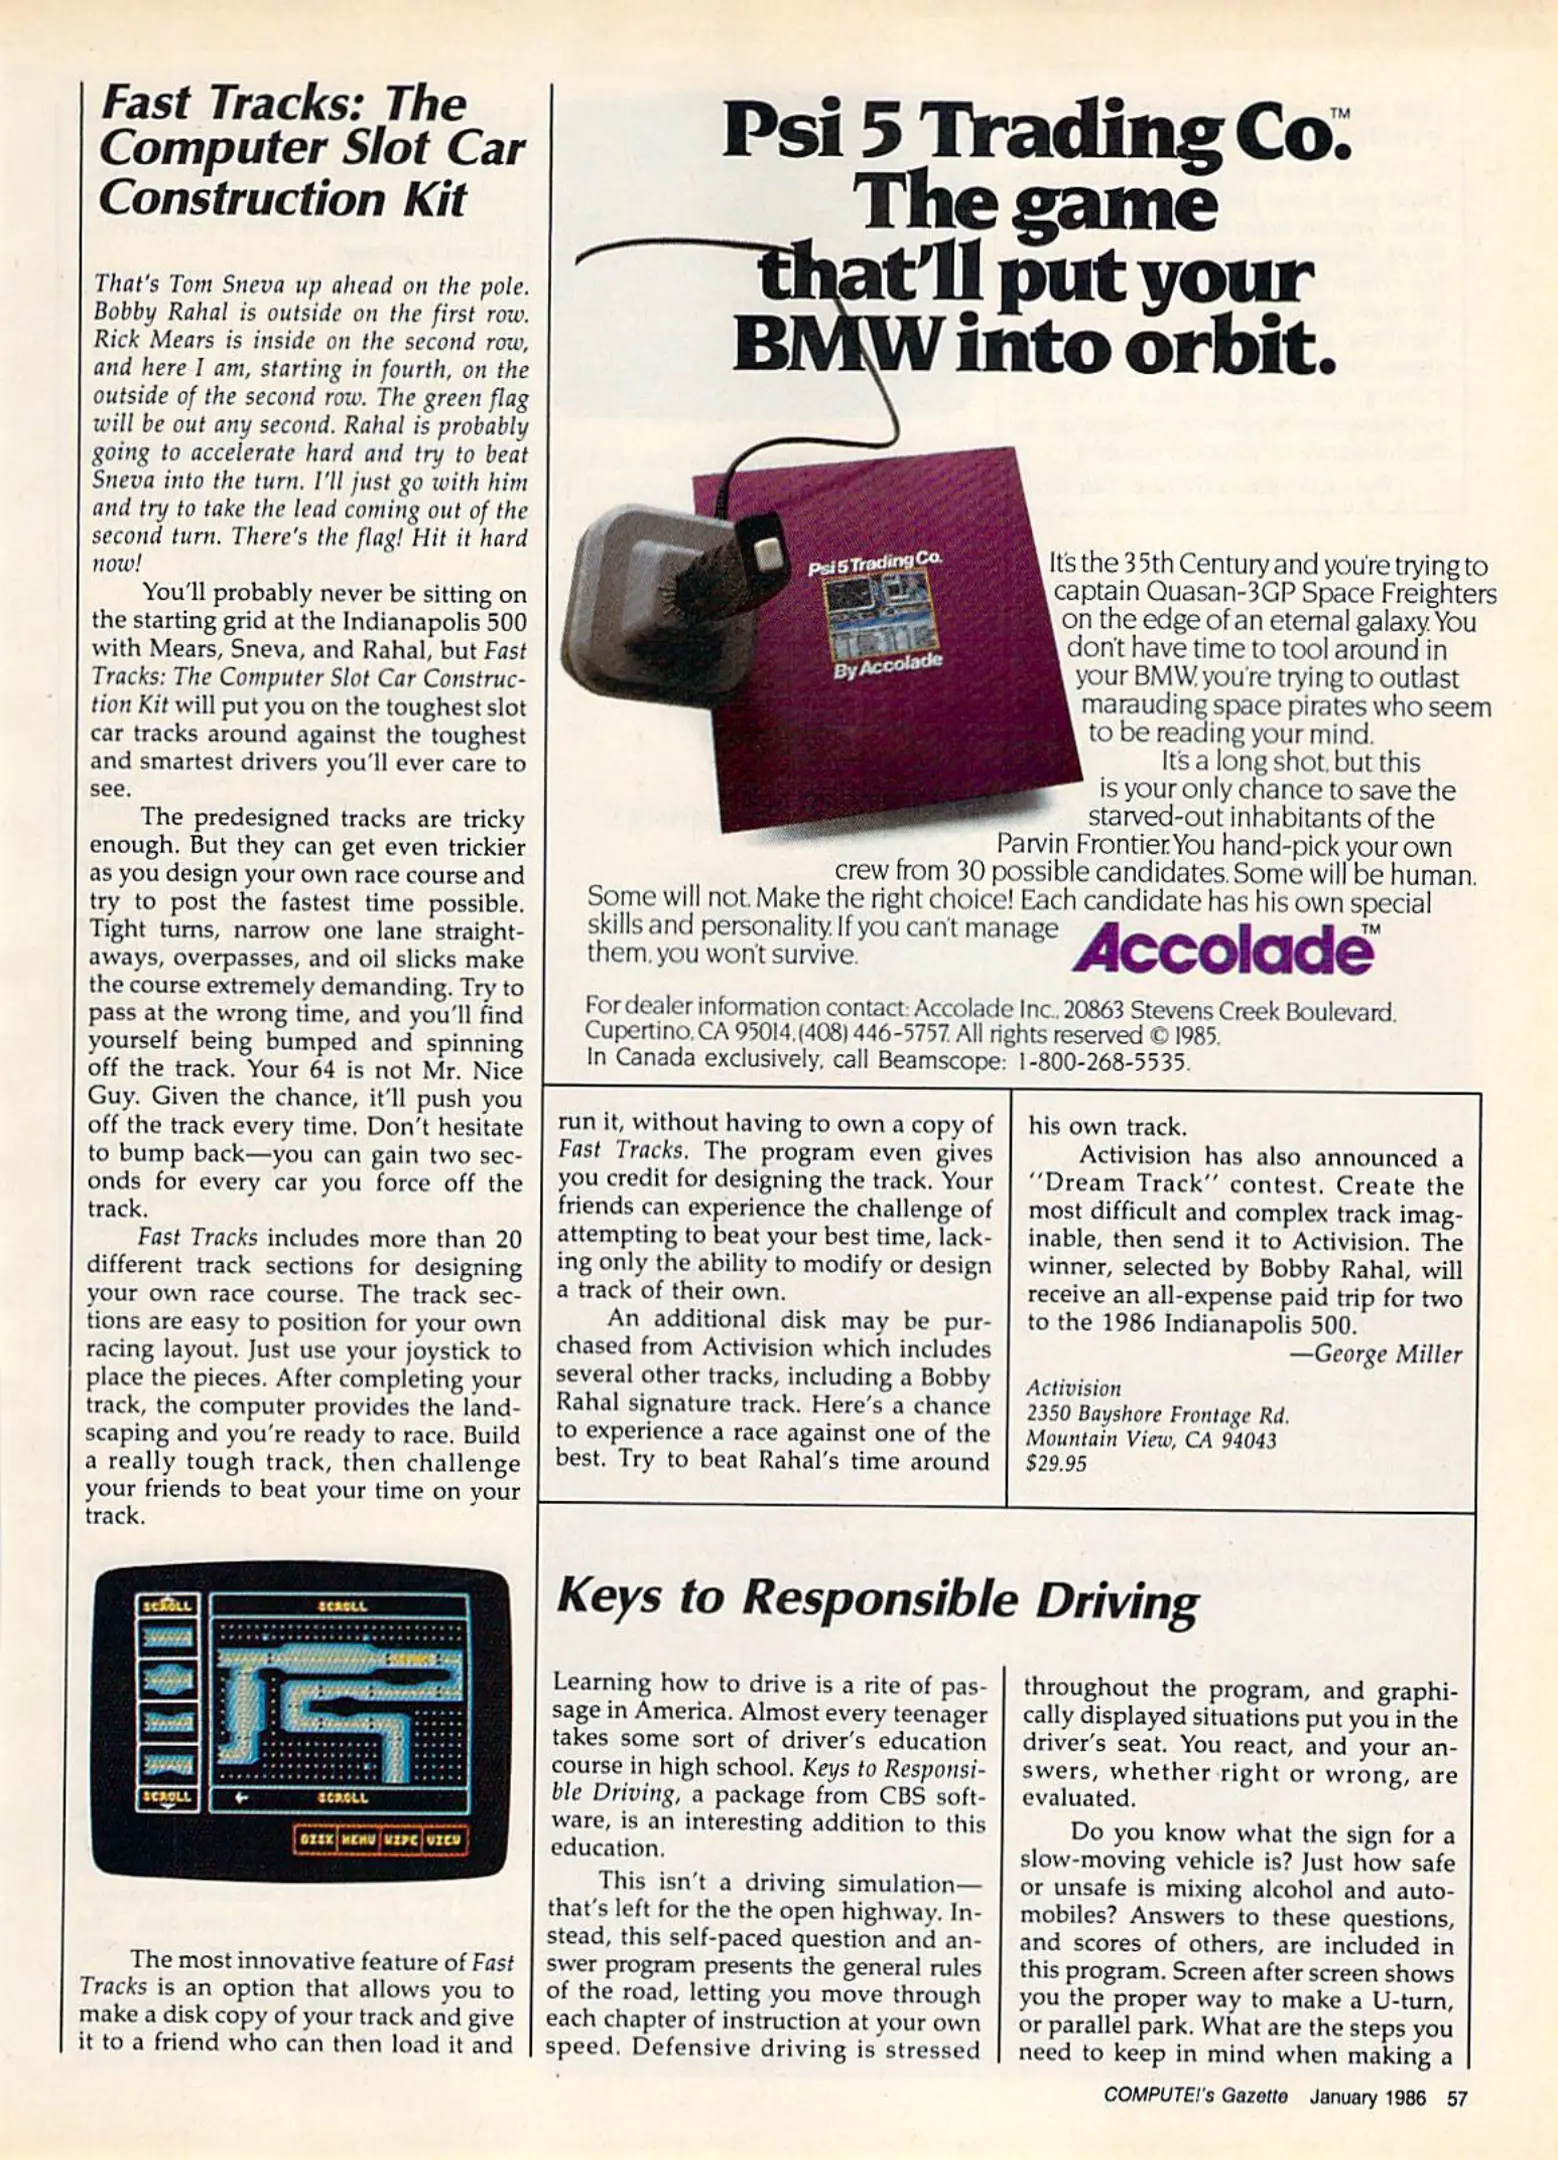 Fast Tracks: The
Computer Slot Car
Construction Kit
That's Tom Sneva up ahead on the pole.
Bobby Rahal is outside on the first row.
Rick Mears is inside on the second row,
and here I am, starting in fourth, on the
outside of the second row. The green flag
will be out any second. Rahal is probably
going to accelerate hard and try to beat
Sneva into the turn. I'll just go with him
and try to take the lead coming out of the
second turn. There's the flag! Hit it hard
now!
You'll probably never be sitting on
the starting grid at the Indianapolis 500
with Mears, Sneva, and Rahal, but Fast
Tracks: The Computer Slot Car Construc-
tion Kit will put you on the toughest slot
car tracks around against the toughest
and smartest drivers you'll ever care to
see.
The predesigned tracks are tricky
enough. But they can get even trickier
as you design your own race course and
try to post the fastest time possible.
Tight turns, narrow one lane straight-
aways, overpasses, and oil slicks make
the course extremely demanding. Try to
pass at the wrong time, and you'll find
yourself being bumped and spinning
off the track. Your 64 is not Mr. Nice
Guy. Given the chance, it'll push you
off the track every time. Don't hesitate
to bump back—you can gain two sec-
onds for every car you force off the
track.
Fast Tracks includes more than 20
different track sections for designing
your own race course. The track sec-
tions are easy to position for your own
racing layout. Just use your joystick to
place the pieces. After completing your
track, the computer provides the land-
scaping and you're ready to race. Build
a really tough track, then challenge
your friends to beat your time on your
track.
SCROLL
SCROLL
SCROLL
SCROLL
DISK MENU WIPE VIEW
The most innovative feature of Fast
Tracks is an option that allows you to
make a disk copy of your track and give
it to a friend who can then load it and
Psi 5 Trading Co.™
The game
that'll put your
BMW into orbit.
Psi 5 Trading Co.
By Accolade
It's the 35th Century and you're trying to
captain Quasan-3GP Space Freighters
on the edge of an eternal galaxy. You
don't have time to tool around in
your BMW, you're trying to outlast
marauding space pirates who seem
to be reading your mind.
It's a long shot, but this
is your only chance to save the
starved-out inhabitants of the
Parvin Frontier. You hand-pick your own
crew from 30 possible candidates. Some will be human.
Some will not. Make the right choice! Each candidate has his own special
skills and personality. If you can't manage
them, you won't survive.
Accolade™
For dealer information contact: Accolade Inc., 20863 Stevens Creek Boulevard,
Cupertino, CA 95014, (408) 446-5757. All rights reserved © 1985.
In Canada exclusively, call Beamscope: 1-800-268-5535.
run it, without having to own a copy of
Fast Tracks. The program even gives
you credit for designing the track. Your
friends can experience the challenge of
attempting to beat your best time, lack-
ing only the ability to modify or design
a track of their own.
An additional disk may be pur-
chased from Activision which includes
several other tracks, including a Bobby
Rahal signature track. Here's a chance
to experience a race against one of the
best. Try to beat Rahal's time around
his own track.
Activision has also announced a
"Dream Track" contest. Create the
most difficult and complex track imag-
inable, then send it to Activision. The
winner, selected by Bobby Rahal, will
receive an all-expense paid trip for two
to the 1986 Indianapolis 500.
—George Miller
Activision
2350 Bayshore Frontage Rd.
Mountain View, CA 94043
$29.95
Keys to Responsible Driving
Learning how to drive is a rite of pas-
sage in America. Almost every teenager
takes some sort of driver's education
course in high school. Keys to Responsi-
ble Driving, a package from CBS soft-
ware, is an interesting addition to this
education.
This isn't a driving simulation—
that's left for the the open highway. In-
stead, this self-paced question and an-
swer program presents the general rules
of the road, letting you move through
each chapter of instruction at your own
speed. Defensive driving is stressed
throughout the program, and graphi-
cally displayed situations put you in the
driver's seat. You react, and your an-
swers, whether right or wrong, are
evaluated.
Do you know what the sign for a
slow-moving vehicle is? Just how safe
or unsafe is mixing alcohol and auto-
mobiles? Answers to these questions,
and scores of others, are included in
this program. Screen after screen shows
you the proper way to make a U-turn,
or parallel park. What are the steps you
need to keep in mind when making a
COMPUTE!'s Gazette January 1986 57